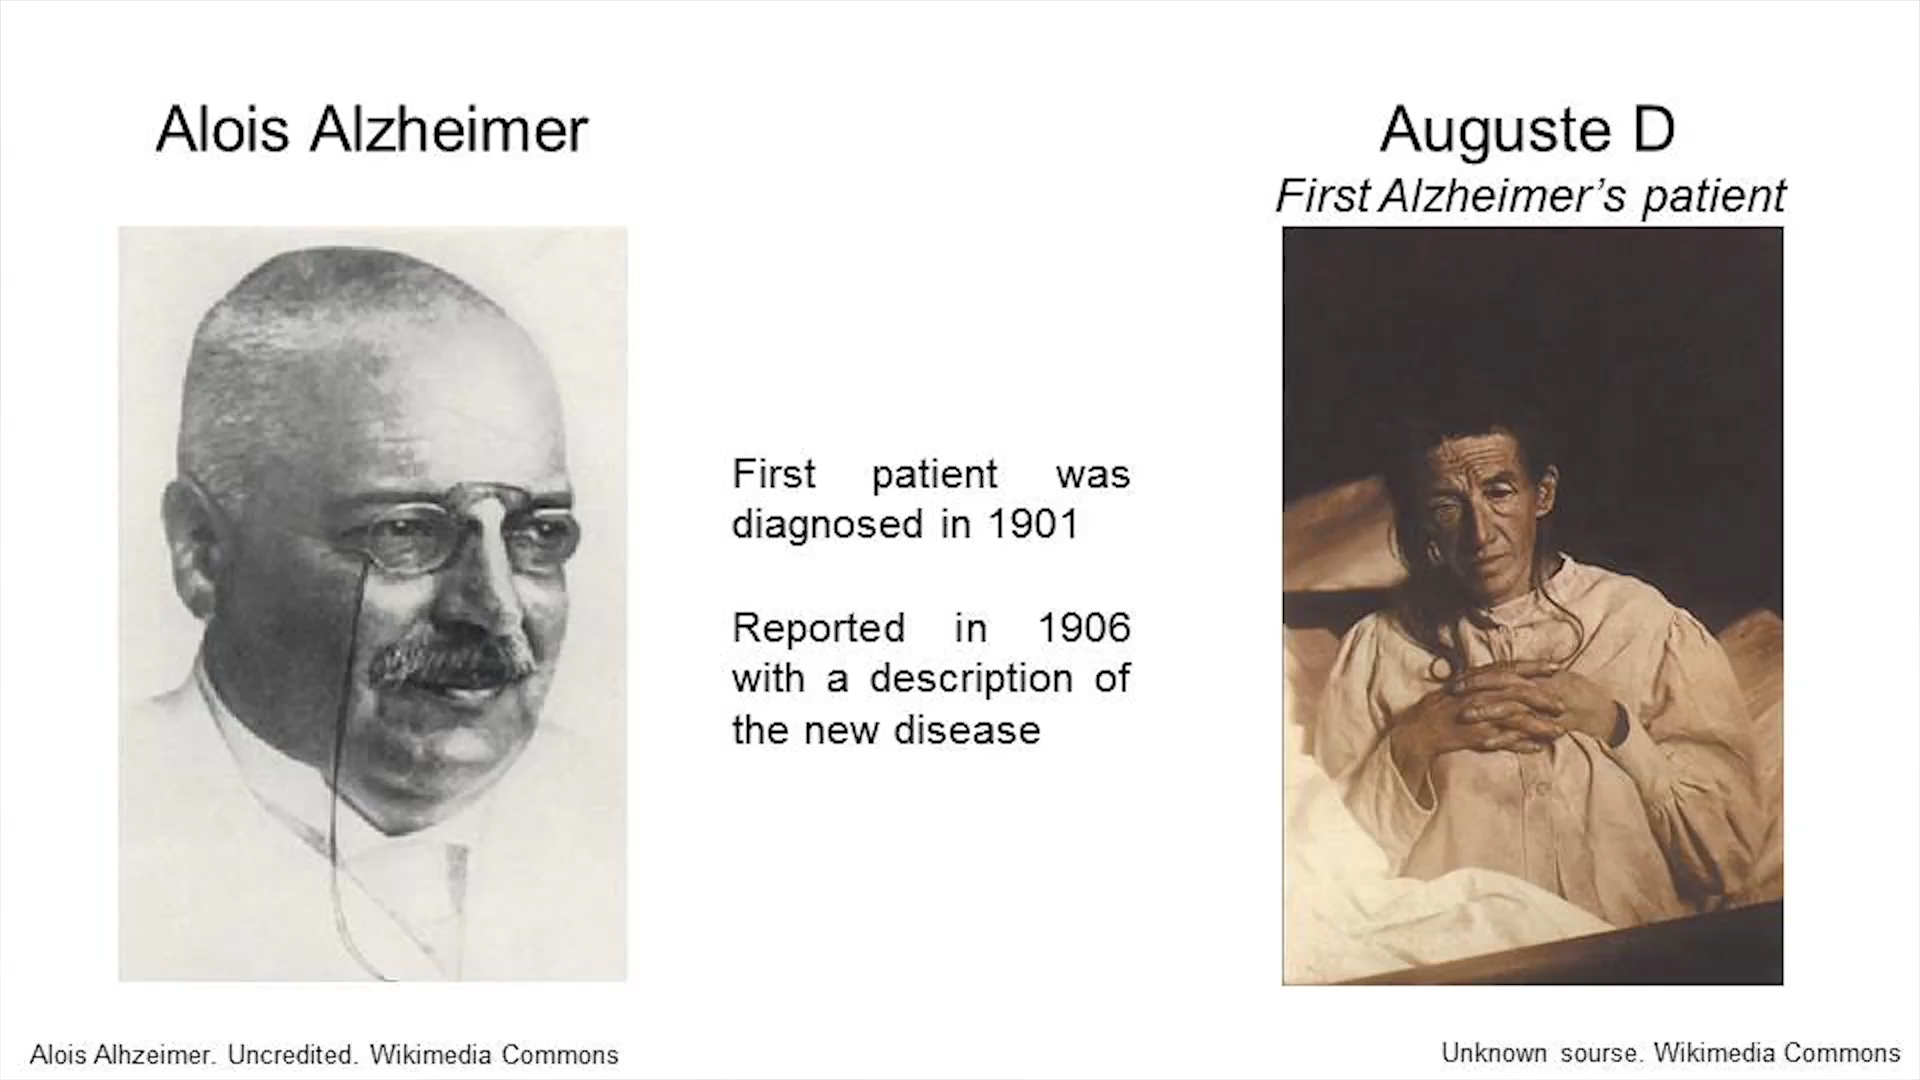 Alois Alzheimer
Auguste D
First Alzheimer's patient
First patient was
diagnosed in 1901
Reported in 1906
with a description of
the new disease
Alois Alhzeimer. Uncredited. Wikimedia Commons
Unknown sourse. Wikimedia Commons